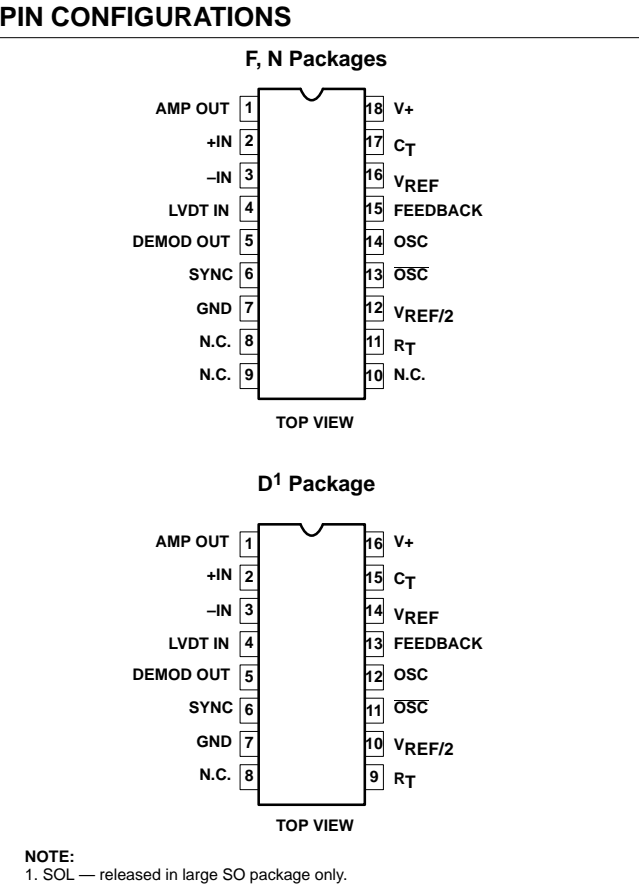 PIN CONFIGURATIONS
F, N Packages
AMP OUT 1 18 V+
+IN 2 17 CT
–IN 3 16 VREF
LVDT IN 4 15 FEEDBACK
DEMOD OUT 5 14 OSC
SYNC 6 13 O̅S̅C̅
GND 7 12 VREF/2
N.C. 8 11 RT
N.C. 9 10 N.C.
TOP VIEW
D1 Package
AMP OUT 1 16 V+
+IN 2 15 CT
–IN 3 14 VREF
LVDT IN 4 13 FEEDBACK
DEMOD OUT 5 12 OSC
SYNC 6 11 O̅S̅C̅
GND 7 10 VREF/2
N.C. 8 9 RT
TOP VIEW
NOTE:
1. SOL — released in large SO package only.